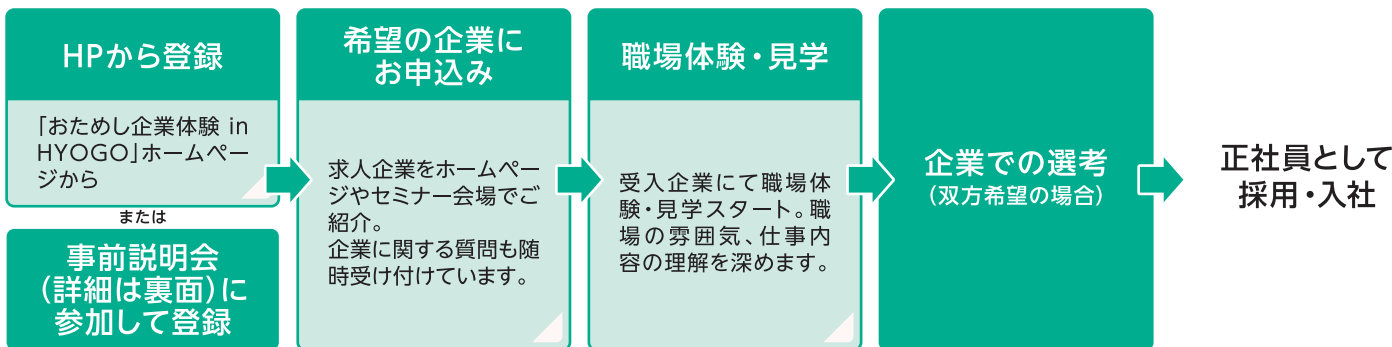 HPから登録
「おためし企業体験 in
HYOGO」ホームペー
ジから
または
事前説明会
（詳細は裏面）に
参加して登録
希望の企業に
お申込み
求人企業をホームペー
ジやセミナー会場でご
紹介。
企業に関する質問も随
時受け付けています。
職場体験・見学
受入企業にて職場体
験・見学スタート。職
場の雰囲気、仕事内
容の理解を深めます。
企業での選考
（双方希望の場合）
正社員として
採用・入社